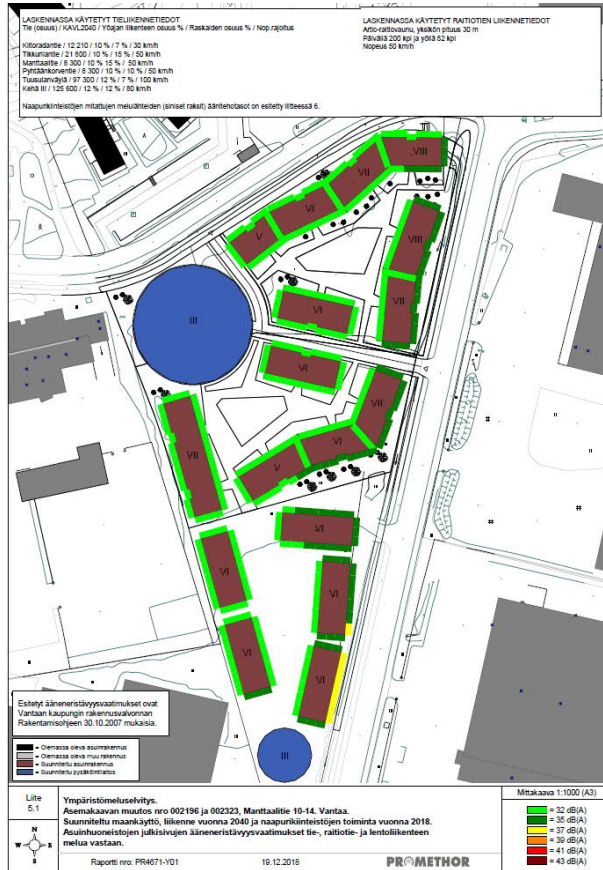 LASKENNASSA KÄYTETYT TIELIIKENNETIEDOT
Tie (osuus) / KAVL2040 / Yöajan liikenteen osuus % / Raskaiden osuus % / Nop.rajoitus
Kiitoradantie / 12 210 / 10 % / 7 % / 30 km/h
Tikkurilantie / 21 800 / 10 % / 15 % / 50 km/h
Manttaalitie / 6 300 / 10 % 15 % / 50 km/h
Pyhtäänkorventie / 6 300 / 10 % / 10 % / 50 km/h
Tuusulanväylä / 97 300 / 12 % / 7 % / 100 km/h
Kehä III / 125 600 / 12 % / 12 % / 80 km/h
Naapurikiinteistöjen mitattujen melulähteiden (siniset rasksit) äänitehotasot on esitetty liitteessä 6.
LASKENNASSA KÄYTETYT RAITIOTIEN LIIKENNETIEDOT
Artic-raitiovaunu, yksikön pituus 30 m
Päivällä 200 kpl ja yöllä 52 kpl
Nopeus 50 km/h
VIII
VII
VI
V
VIII
VII
VI
III
VI
VII
VI
V
VII
VI
VI
VI
VI
VI
III
Esitetyt ääneneristävyysvaatimukset ovat
Vantaan kaupungin rakennusvalvonnan
Rakentamisohjeen 30.10.2007 mukaisia.
= Olemassa oleva asuinrakennus
= Olemassa oleva muu rakennus
= Suunniteltu asuinrakennus
= Suunniteltu pysäköintilaitos
Liite
5.1
N
W E
S
Ympäristömeluselvitys.
Asemakaavan muutos nro 002196 ja 002323, Manttaalitie 10-14. Vantaa.
Suunniteltu maankäyttö, liikenne vuonna 2040 ja naapurikiinteistöjen toiminta vuonna 2018.
Asuinhuoneistojen julkisivujen ääneneristävyysvaatimukset tie-, raitiotie- ja lentoliikenteen
melua vastaan.
Raportti nro: PR4671-Y01 19.12.2018 PROMETHOR
Mittakaava 1:1000 (A3)
= 32 dB(A)
= 35 dB(A)
= 37 dB(A)
= 39 dB(A)
= 41 dB(A)
= 43 dB(A)